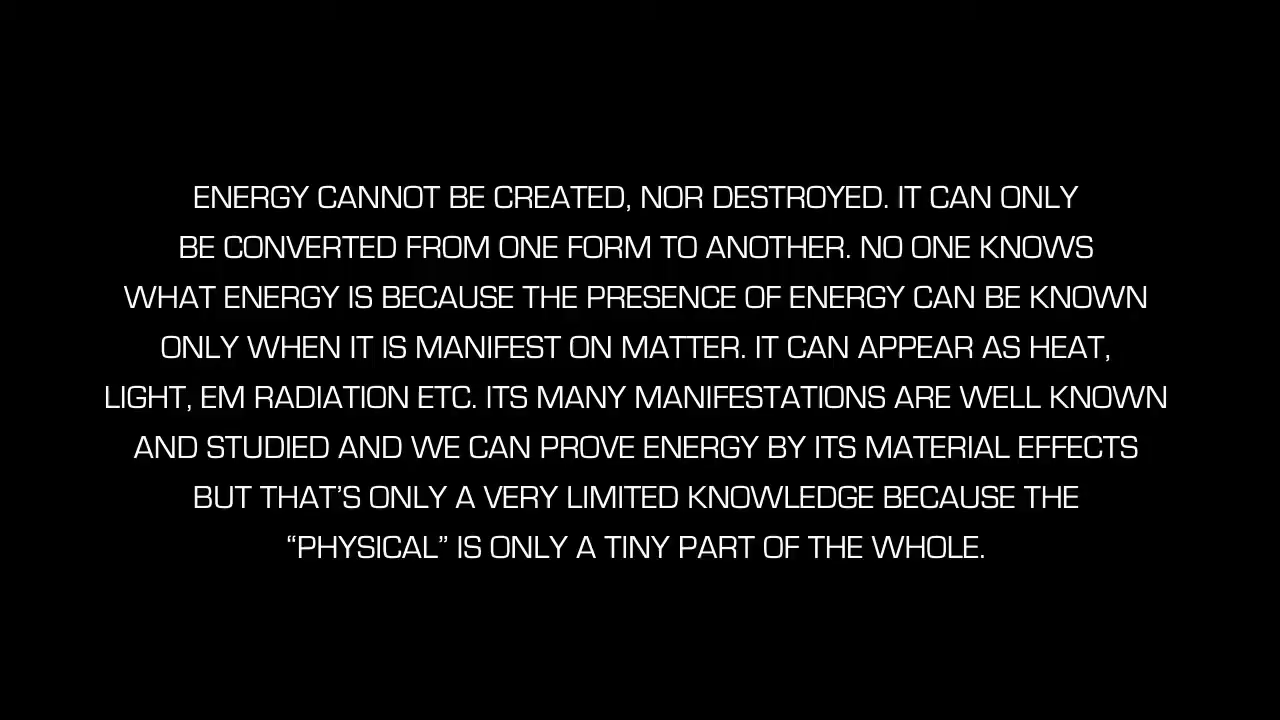 ENERGY CANNOT BE CREATED, NOR DESTROYED. IT CAN ONLY
BE CONVERTED FROM ONE FORM TO ANOTHER. NO ONE KNOWS
WHAT ENERGY IS BECAUSE THE PRESENCE OF ENERGY CAN BE KNOWN
ONLY WHEN IT IS MANIFEST ON MATTER. IT CAN APPEAR AS HEAT,
LIGHT, EM RADIATION ETC. ITS MANY MANIFESTATIONS ARE WELL KNOWN
AND STUDIED AND WE CAN PROVE ENERGY BY ITS MATERIAL EFFECTS
BUT THAT’S ONLY A VERY LIMITED KNOWLEDGE BECAUSE THE
“PHYSICAL” IS ONLY A TINY PART OF THE WHOLE.